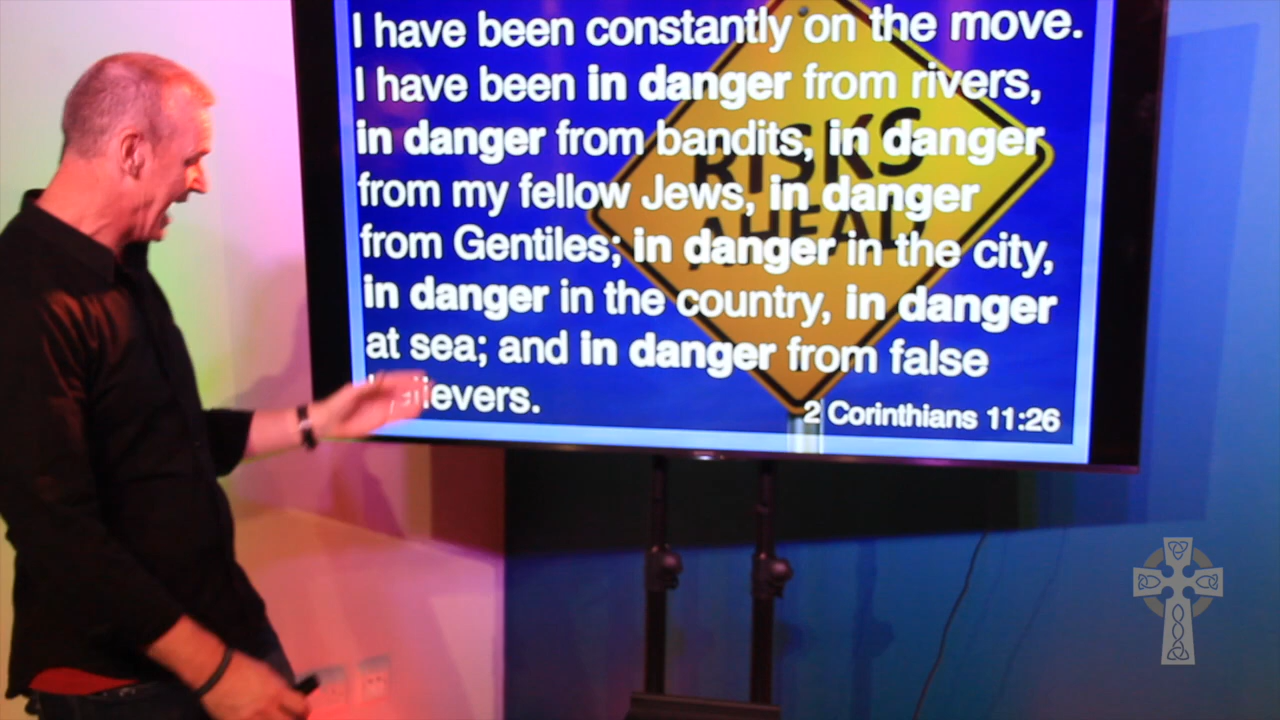 I have been constantly on the move.
I have been in danger from rivers,
in danger from bandits, in danger
from my fellow Jews, in danger
from Gentiles; in danger in the city,
in danger in the country, in danger
at sea; and in danger from false
2 Corinthians 11:26
RISKS
AHEAD